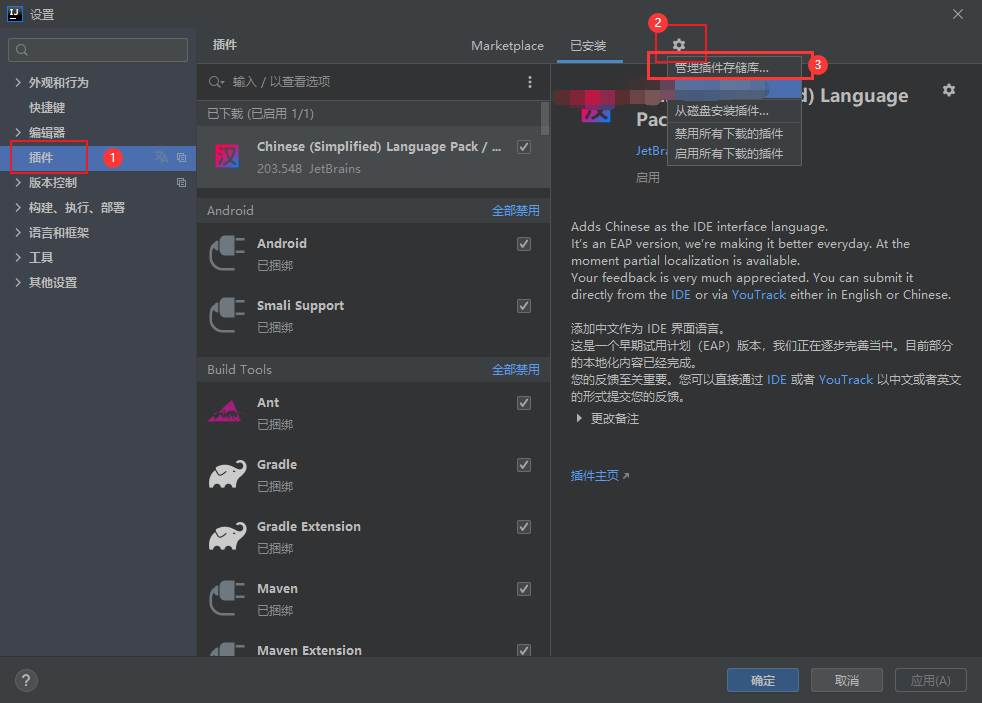 IJ 设置
插件
Marketplace
已安装
2
管理插件存储库...
3
外观和行为
快捷键
编辑器
插件
1
版本控制
构建、执行、部署
语言和框架
工具
其他设置
输入 / 以查看选项
已下载 (已启用 1/1)
汉
Chinese (Simplified) Language Pack / ...
203.548 JetBrains
Android
全部禁用
Android
已捆绑
Smali Support
已捆绑
Build Tools
全部禁用
Ant
已捆绑
Gradle
已捆绑
Gradle Extension
已捆绑
Maven
已捆绑
Maven Extension
从磁盘安装插件...
禁用所有下载的插件
启用所有下载的插件
汉
) Language
Pac
JetBra
启用
Adds Chinese as the IDE interface language.
It's an EAP version, we're making it better everyday. At the
moment partial localization is available.
Your feedback is very much appreciated. You can submit it
directly from the IDE or via YouTrack either in English or Chinese.
添加中文作为 IDE 界面语言。
这是一个早期试用计划（EAP）版本，我们正在逐步完善当中。目前部分
的本地化内容已经完成。
您的反馈至关重要。您可以直接通过 IDE 或者 YouTrack 以中文或者英文
的形式提交您的反馈。
更改备注
插件主页
?
确定
取消
应用(A)